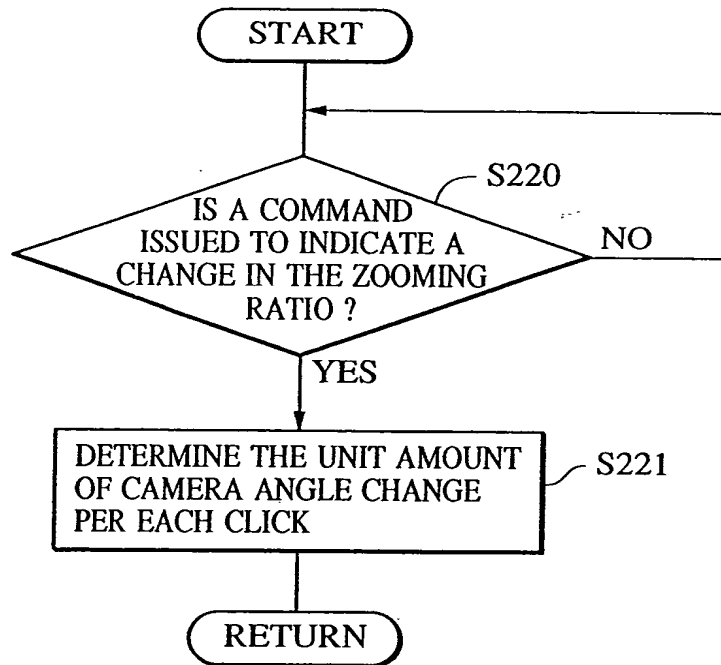 START
S220
IS A COMMAND
ISSUED TO INDICATE A
CHANGE IN THE ZOOMING
RATIO ?
NO
YES
DETERMINE THE UNIT AMOUNT
OF CAMERA ANGLE CHANGE
PER EACH CLICK
S221
RETURN